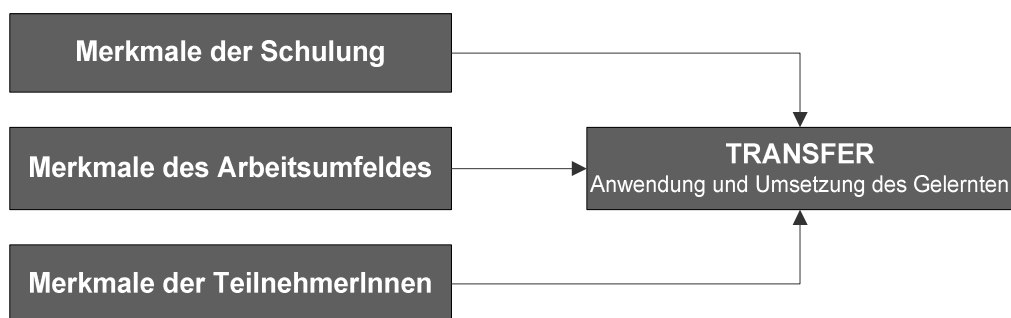 Merkmale der Schulung
Merkmale des Arbeitsumfeldes
TRANSFER
Anwendung und Umsetzung des Gelernten
Merkmale der TeilnehmerInnen